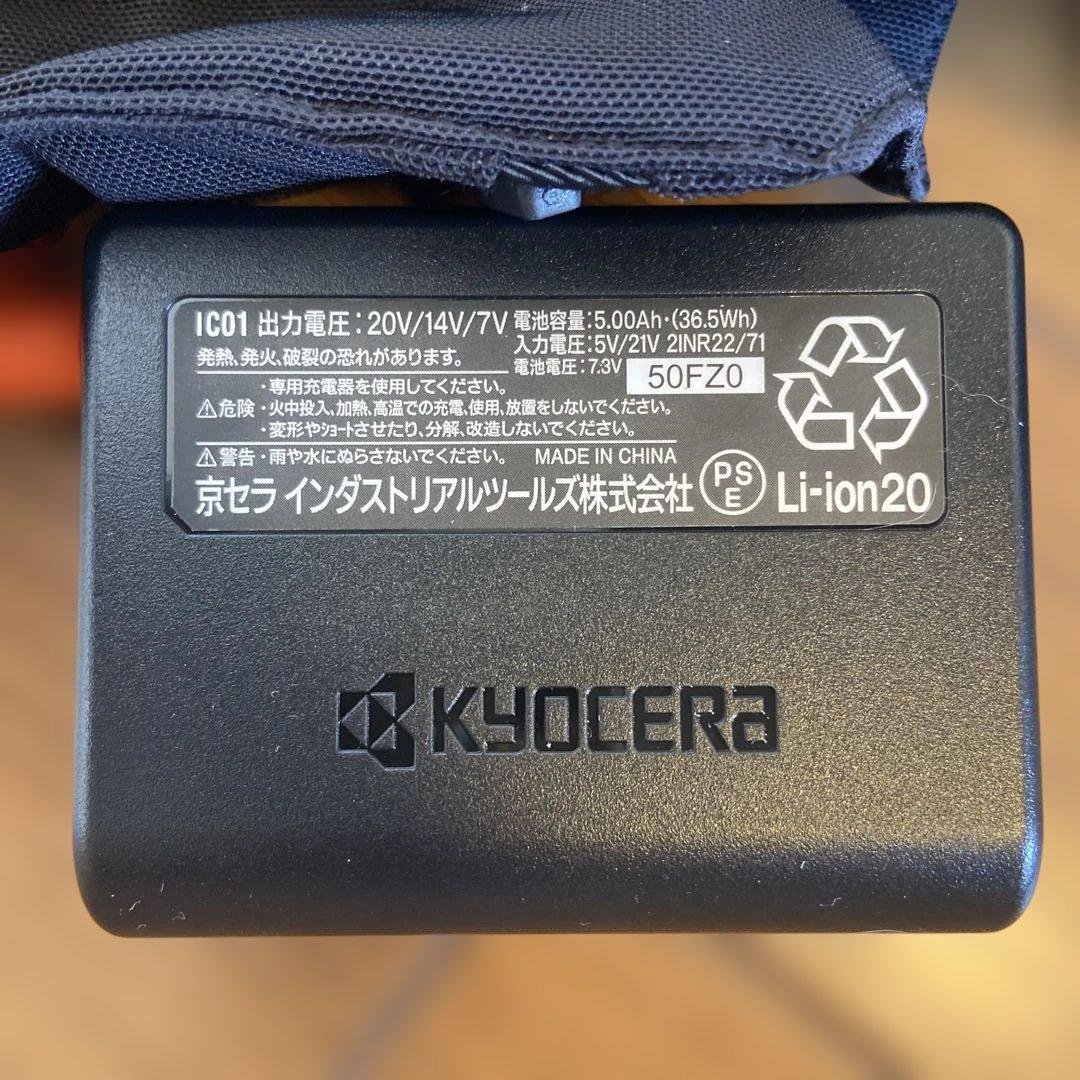 IC01 出力電圧:20V/14V/7V
電池容量:5.00Ah・(36.5Wh)
入力電圧:5V/21V 2INR22/71
電池電圧:7.3V
50FZ0
発熱、発火、破裂の恐れがあります。
・専用充電器を使用してください。
⚠危険・火中投入、加熱、高温での充電、使用、放置をしないでください。
・変形やｼｮｰﾄさせたり、分解、改造しないでください。
⚠警告・雨や水にぬらさないでください。 MADE IN CHINA
京セラ インダストリアルツールズ株式会社
PS
E
Li-ion20
KYOCERA